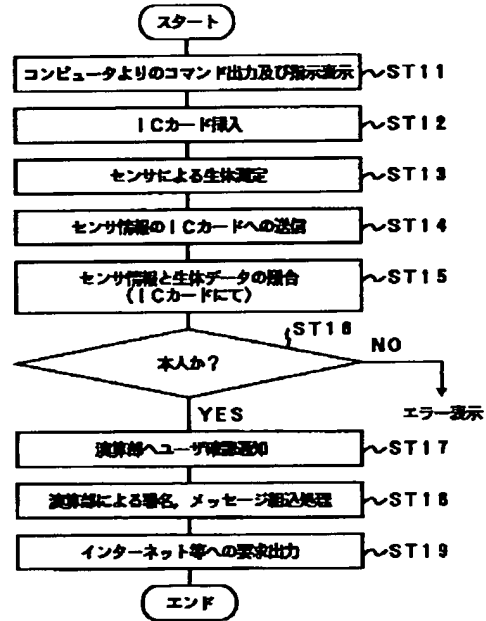 スタート
コンピュータよりのコマンド出力及び指示表示 ST11
ICカード挿入 ST12
センサによる生体測定 ST13
センサ情報のICカードへの送信 ST14
センサ情報と生体データの照合 ST15
(ICカードにて)
ST16
本人か?
NO
エラー表示
YES
演算部へユーザ確認通知 ST17
演算部による署名,メッセージ組込処理 ST18
インターネット等への要求出力 ST19
エンド